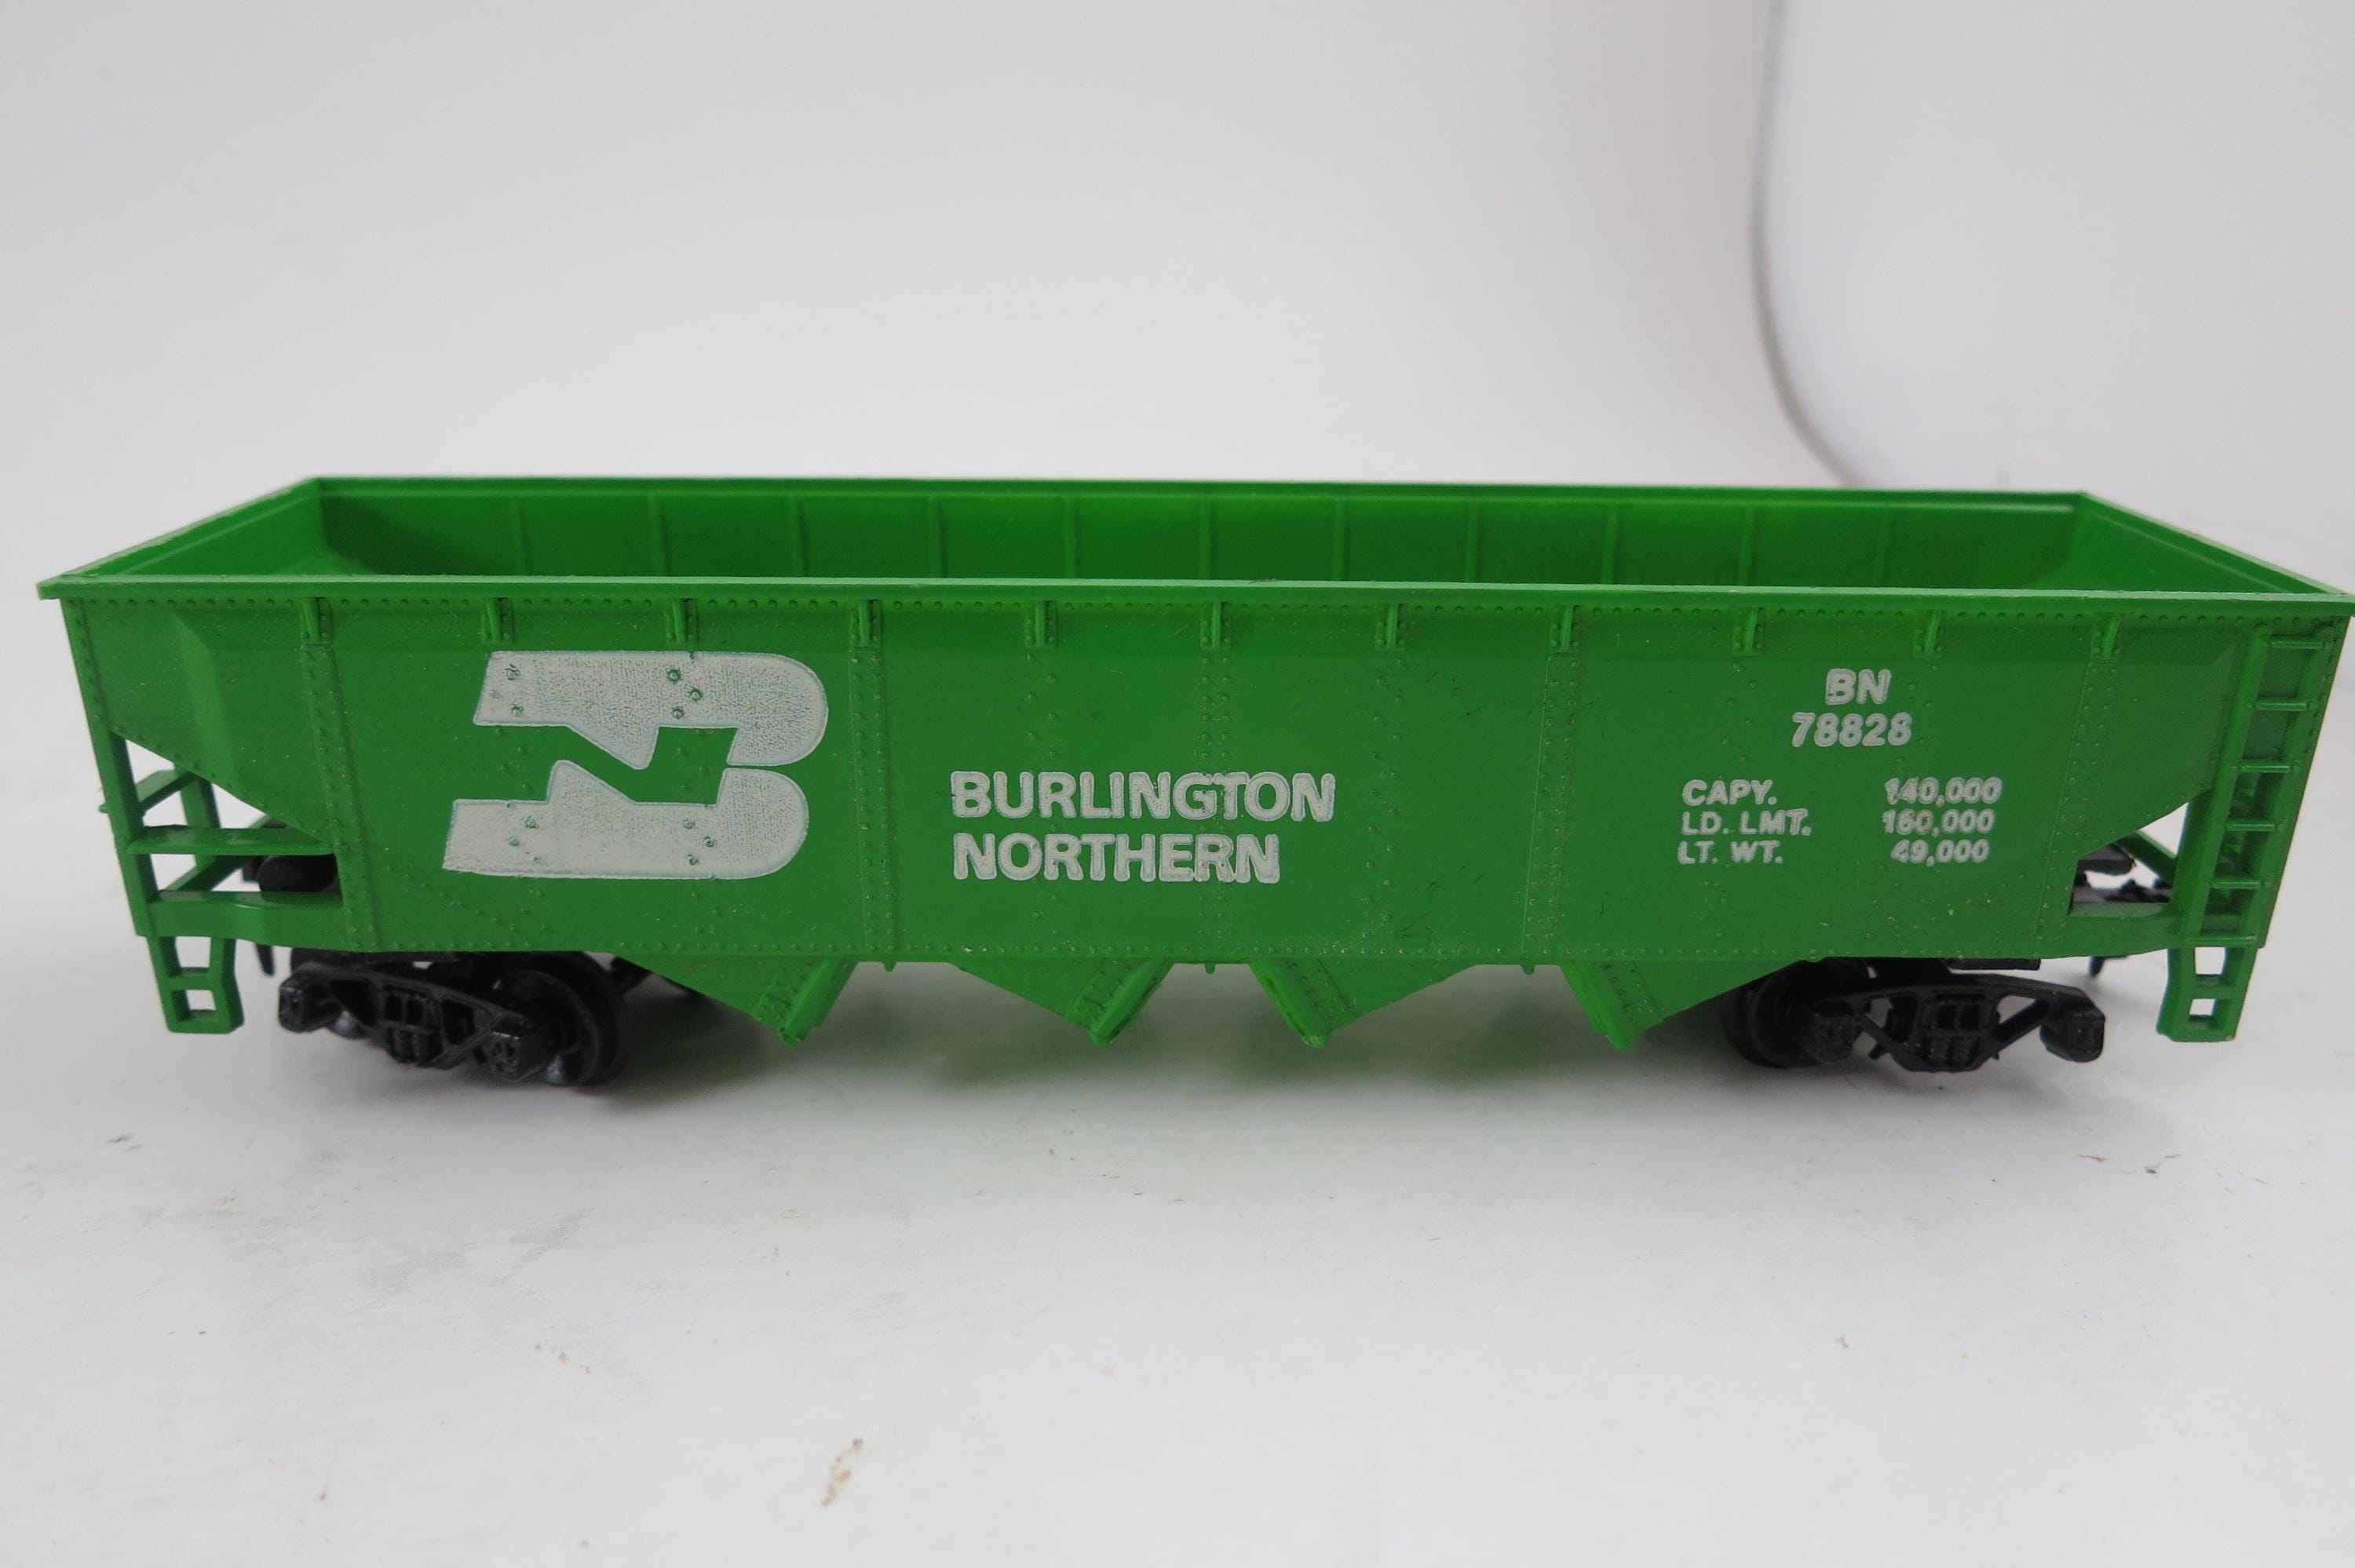 BURLINGTON
NORTHERN
BN
78828
CAPY. 140,000
LD. LMT. 160,000
LT. WT. 49,000